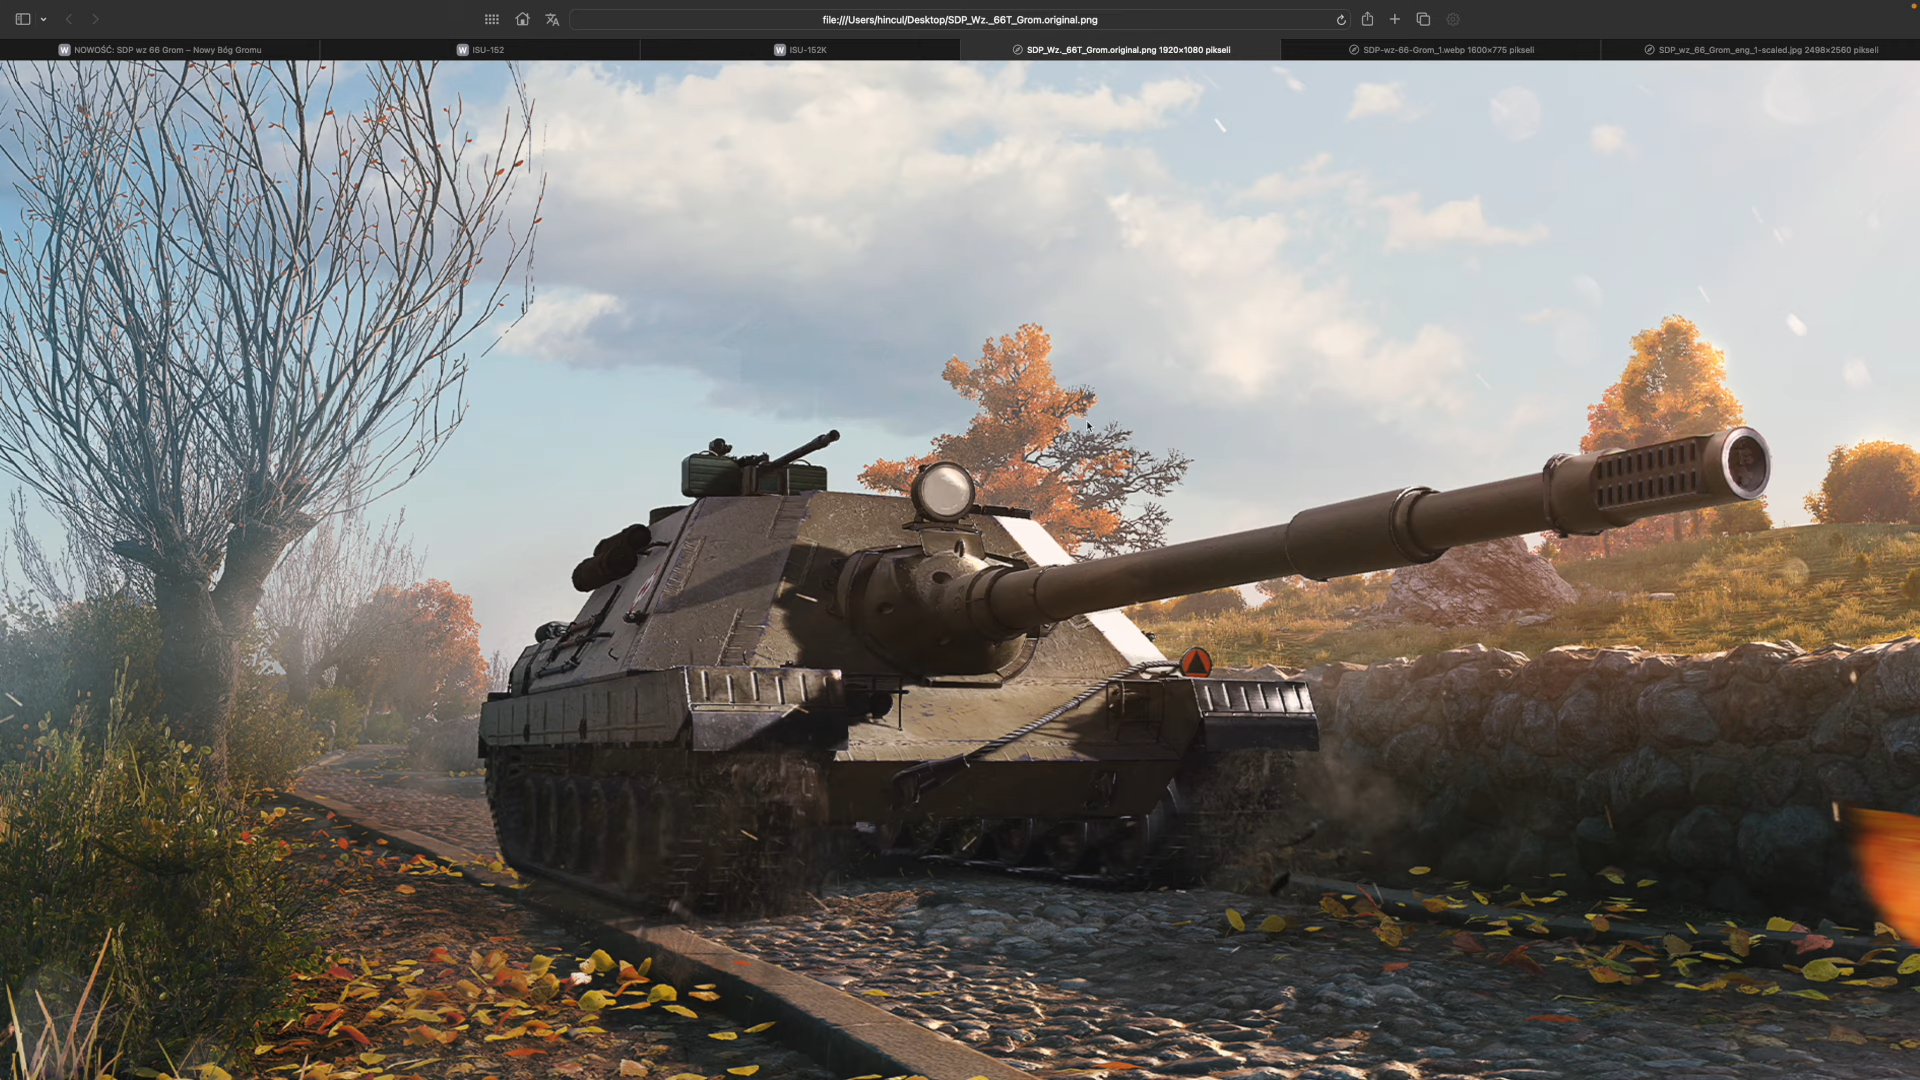 file:///Users/hincul/Desktop/SDP_Wz._66T_Grom.original.png
W NOWOŚĆ: SDP wz 66 Grom – Nowy Bóg Gromu
W ISU-152
W ISU-152K
SDP_Wz._66T_Grom.original.png 1920×1080 pikseli
SDP-wz-66-Grom_1.webp 1600×775 pikseli
SDP_wz_66_Grom_eng_1-scaled.jpg 2498×2560 pikseli